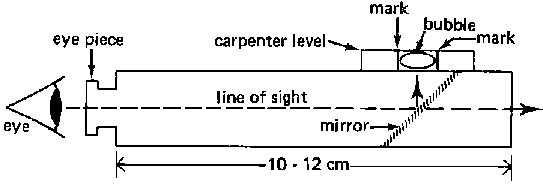 mark
bubble
eye piece
carpenter level
mark
line of sight
eye
mirror
10 - 12 cm